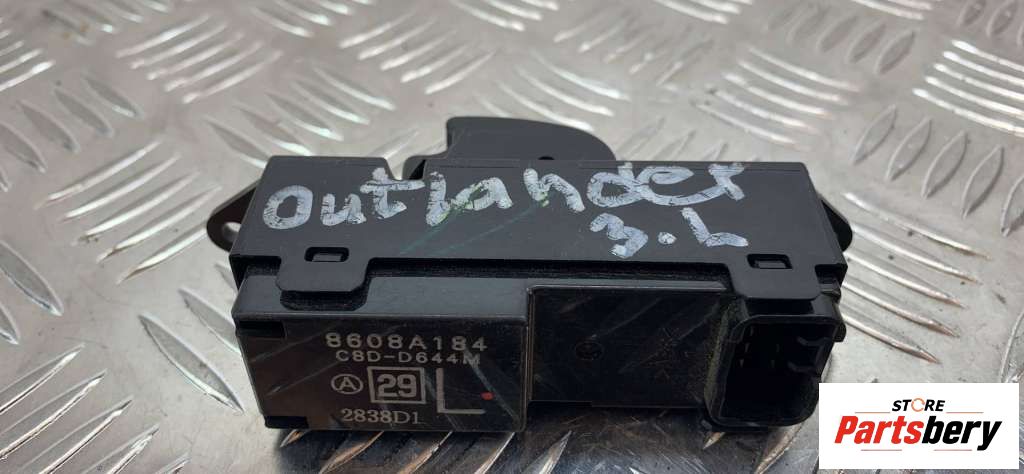 outlander
3.L
8608A184
C8D-D644M
A 29 L
2838D1
STORE
Partsbery